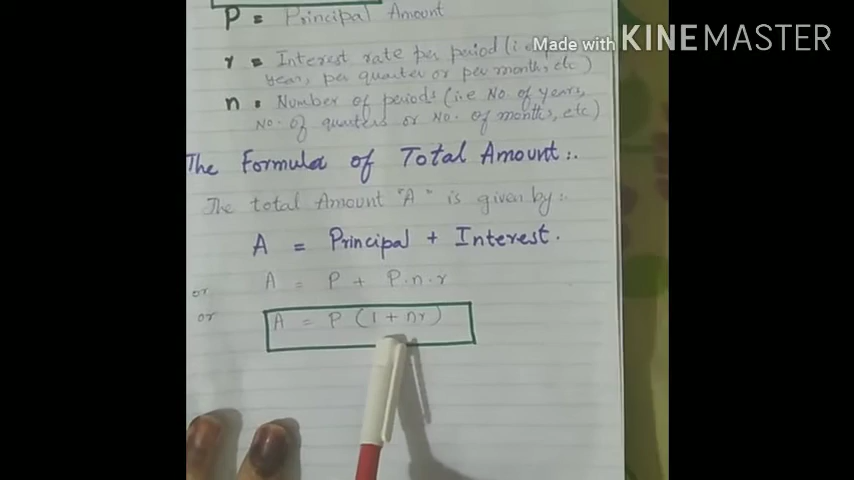 P = Principal Amount
Made with KINEMASTER
r = Interest rate per period (i.e per
year, per quarter or per month, etc)
n = Number of periods (i.e No. of years,
No. of quarters or No. of months, etc)
The Formula of Total Amount:.
The total Amount "A" is given by:.
A = Principal + Interest.
or A = P + P.n.r
or A = P (1 + nr)